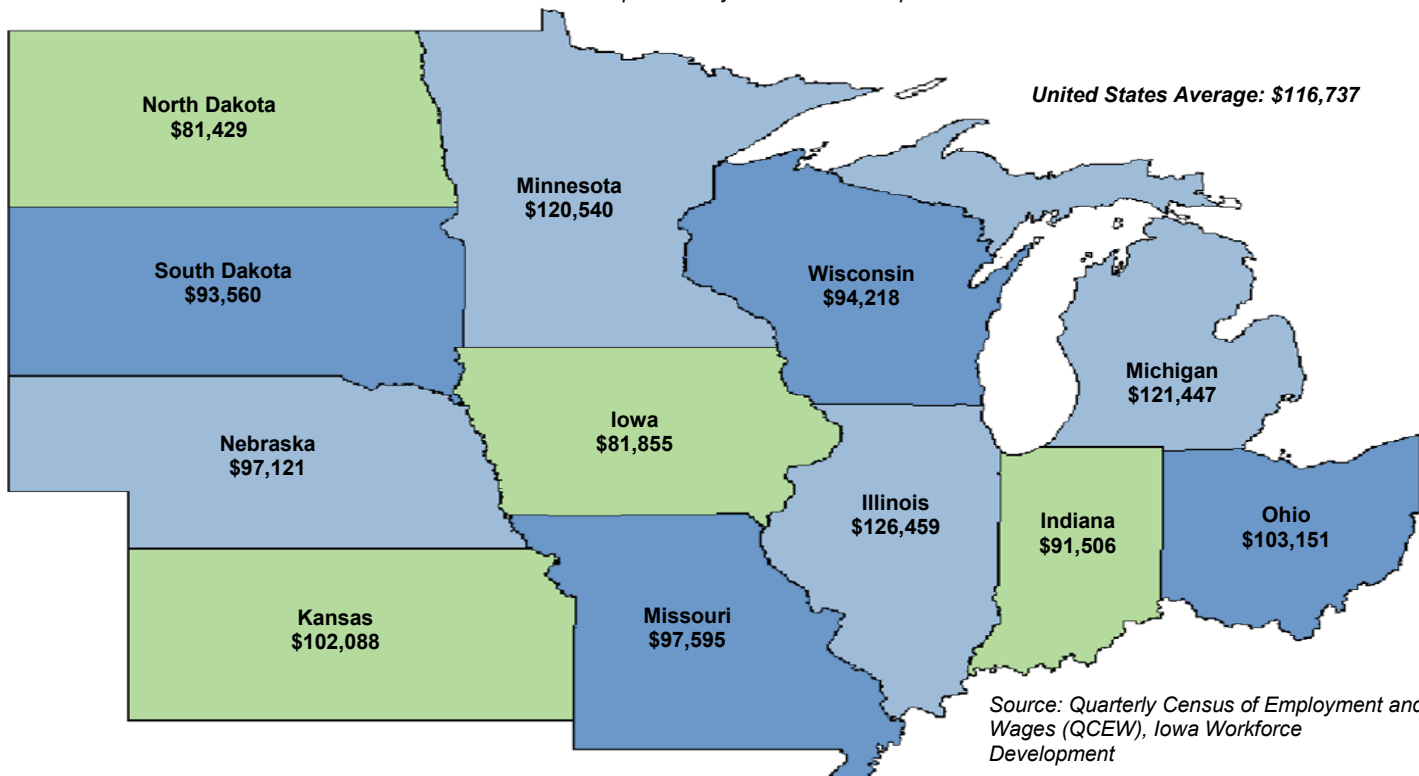 United States Average: $116,737
North Dakota
$81,429
Minnesota
$120,540
South Dakota
$93,560
Wisconsin
$94,218
Michigan
$121,447
Nebraska
$97,121
Iowa
$81,855
Illinois
$126,459
Indiana
$91,506
Ohio
$103,151
Kansas
$102,088
Missouri
$97,595
Source: Quarterly Census of Employment and
Wages (QCEW), Iowa Workforce
Development